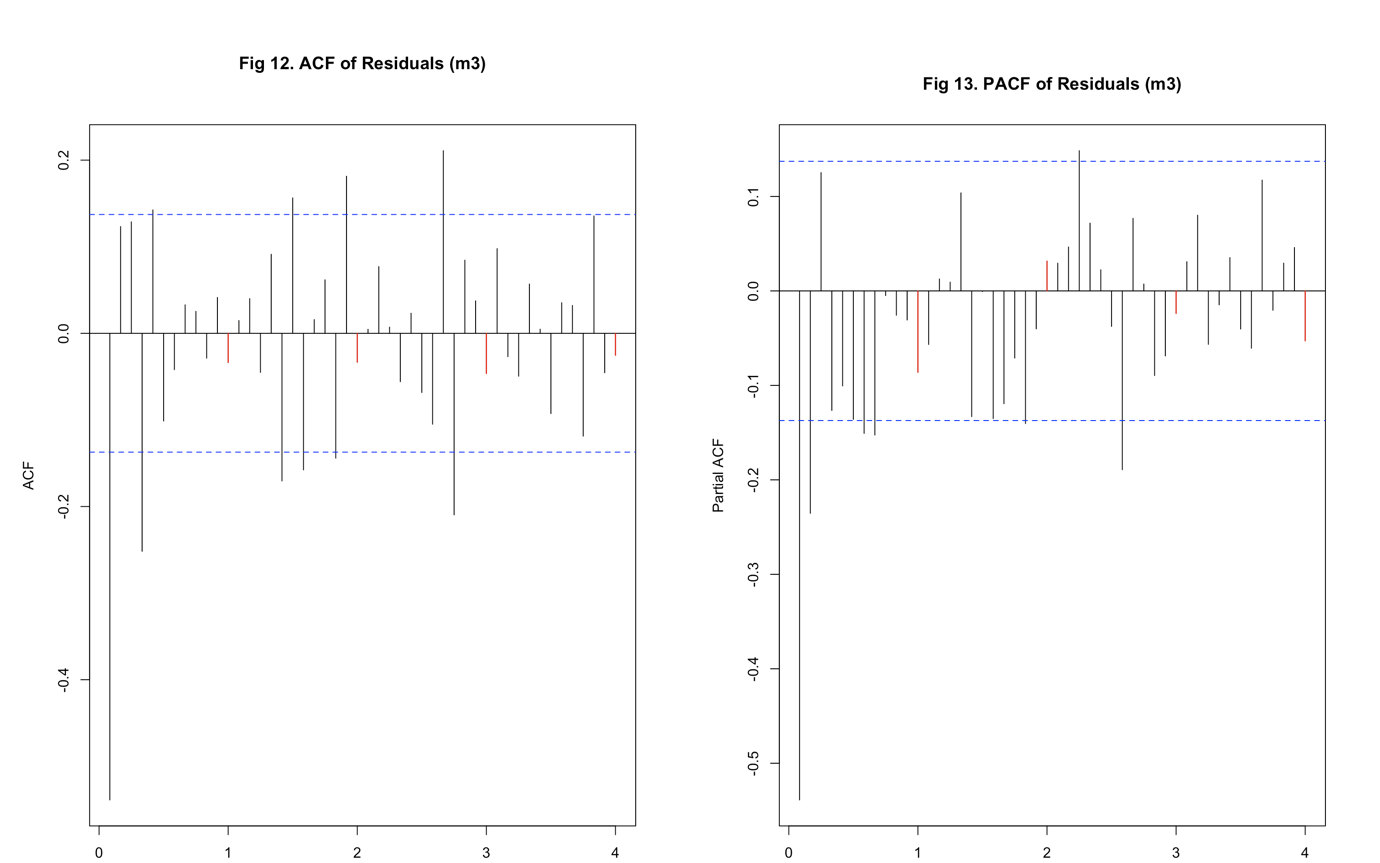 Fig 12. ACF of Residuals (m3)
ACF
0.2
0.0
-0.2
-0.4
0 1 2 3 4
Fig 13. PACF of Residuals (m3)
Partial ACF
0.1
0.0
-0.1
-0.2
-0.3
-0.4
-0.5
0 1 2 3 4